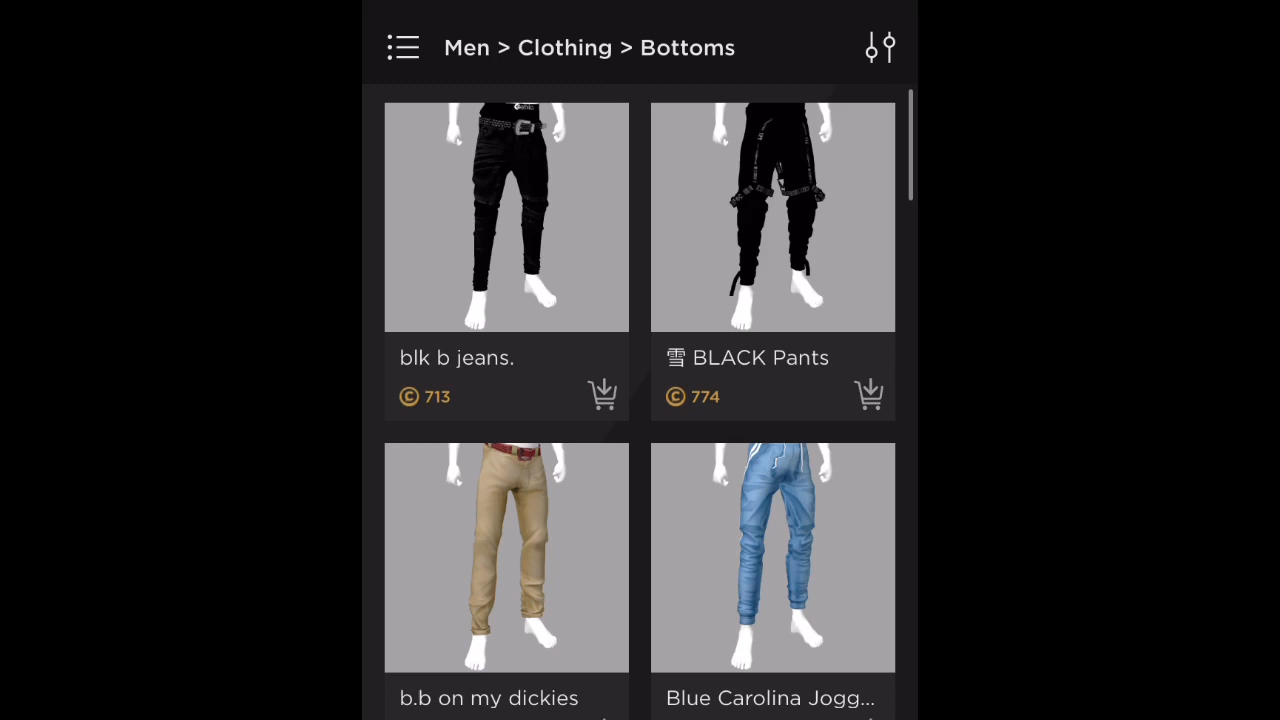 Men > Clothing > Bottoms
blk b jeans.
雪 BLACK Pants
© 713
© 774
b.b on my dickies
Blue Carolina Jogg...